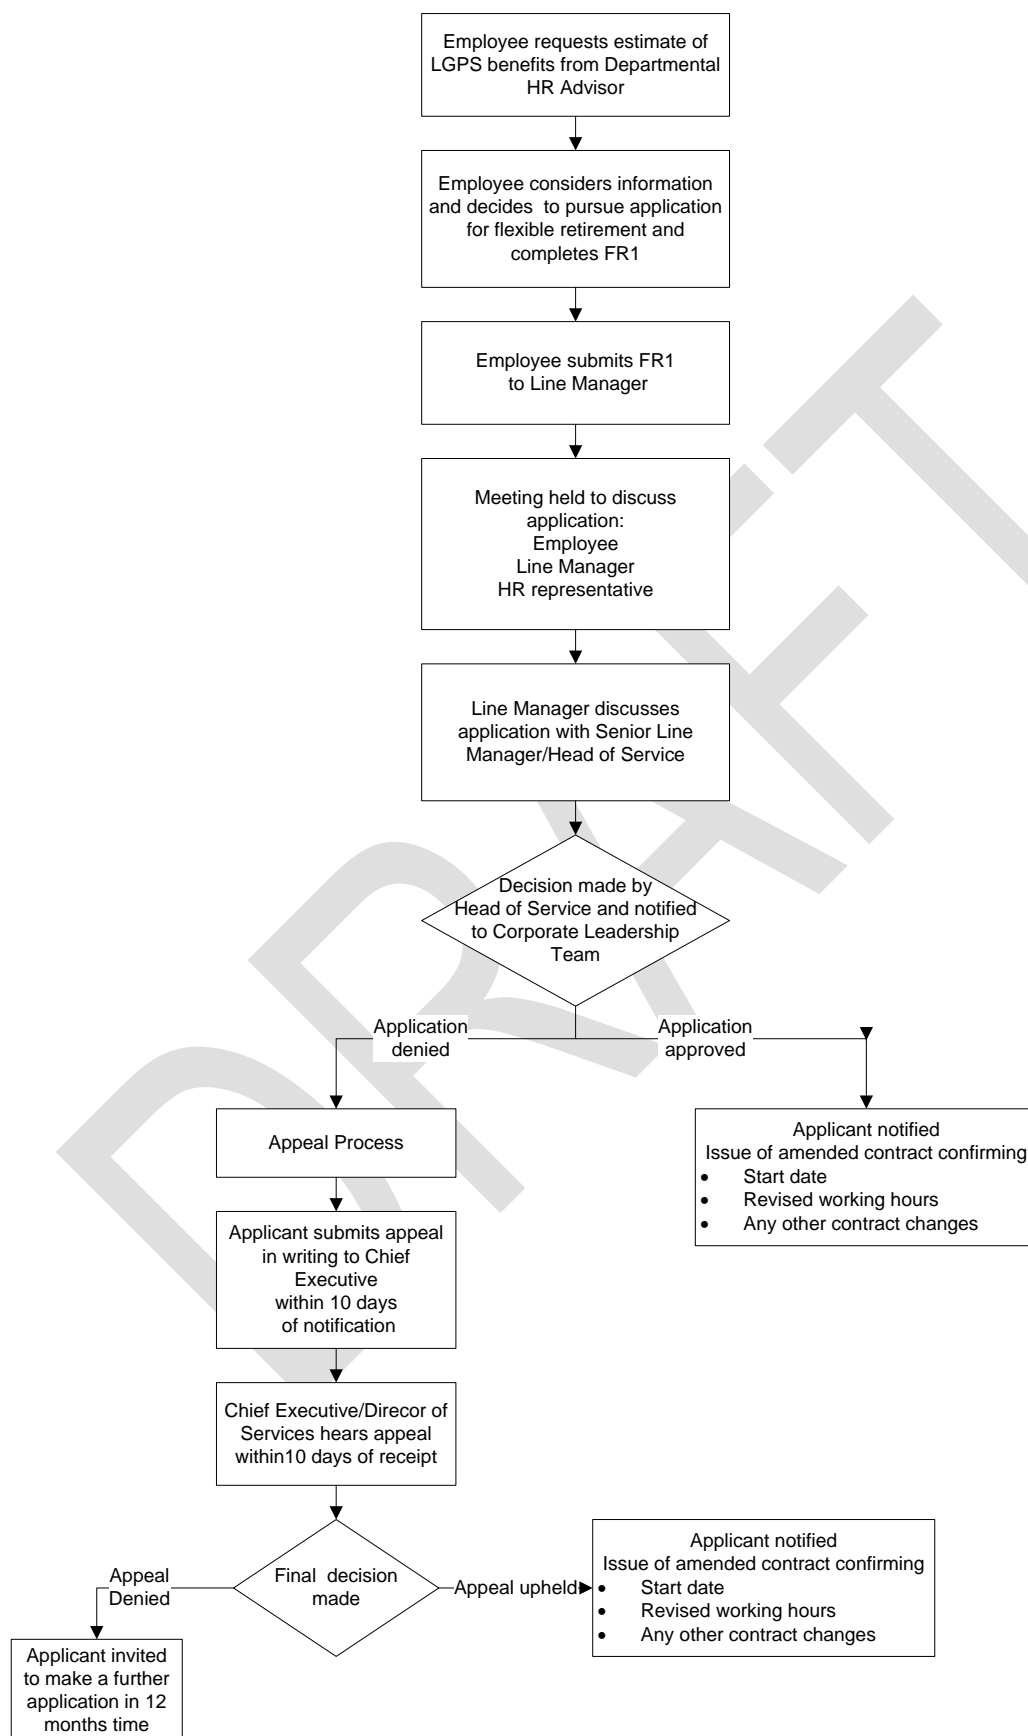 Employee requests estimate of
LGPS benefits from Departmental
HR Advisor
Employee considers information
and decides  to pursue application
for flexible retirement and
completes FR1
Employee submits FR1
to Line Manager
Meeting held to discuss
application:
Employee
Line Manager
HR representative
Line Manager discusses
application with Senior Line
Manager/Head of Service
Decision made by
Head of Service and notified
to Corporate Leadership
Team
Application
denied
Application
approved
Appeal Process
Applicant notified
Issue of amended contract confirming
• Start date
• Revised working hours
• Any other contract changes
Applicant submits appeal
in writing to Chief
Executive
within 10 days
of notification
Chief Executive/Direcor of
Services hears appeal
within10 days of receipt
Final  decision
made
Appeal
Denied
Appeal upheld
Applicant notified
Issue of amended contract confirming
• Start date
• Revised working hours
• Any other contract changes
Applicant invited
to make a further
application in 12
months time
DRAFT